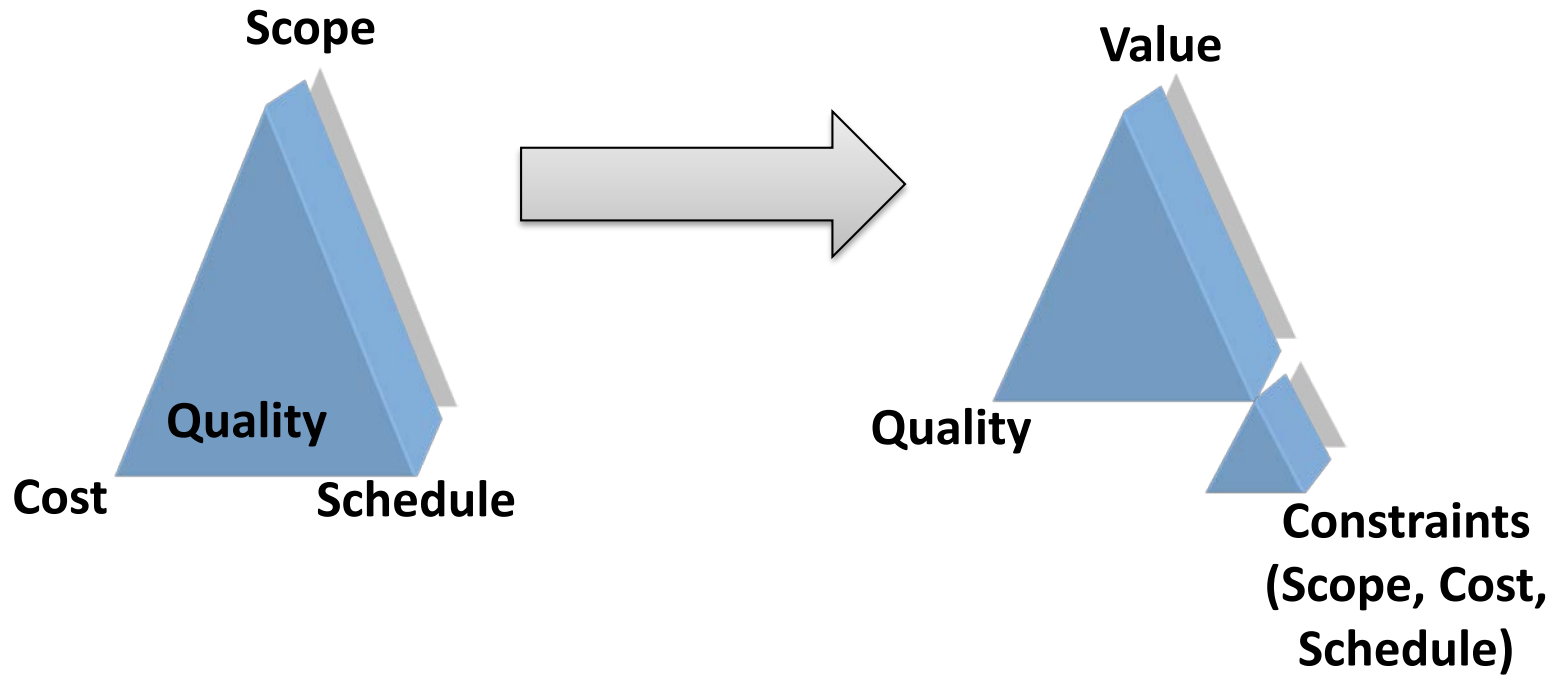 Scope
Quality
Cost
Schedule
Value
Quality
Constraints
(Scope, Cost,
Schedule)